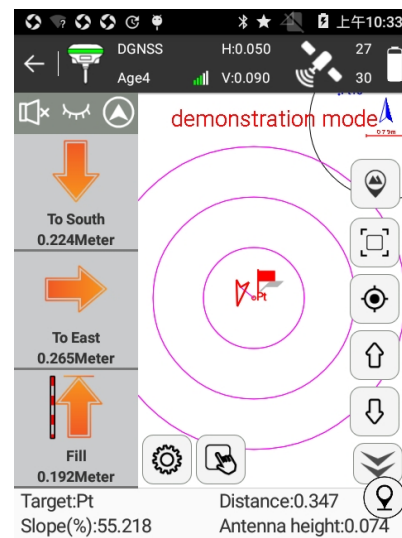 上午10:33
DGNSS H:0.050 27
Age4 V:0.090 30
demonstration mode
0.79m
To South
0.224Meter
Pt
To East
0.265Meter
Fill
0.192Meter
Target:Pt Distance:0.347
Slope(%):55.218 Antenna height:0.074